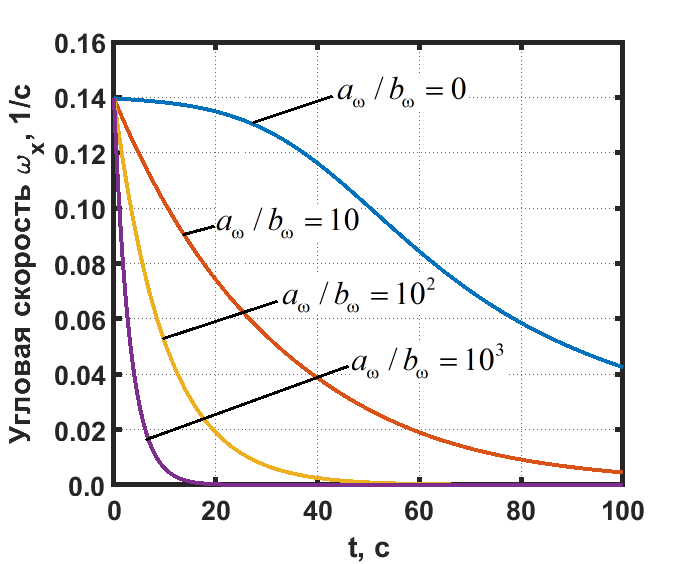 0.16
0.14
0.12
0.10
0.08
0.06
0.04
0.02
0.0
Угловая скорость ωx, 1/с
aω / bω = 0
aω / bω = 10
aω / bω = 10²
aω / bω = 10³
0 20 40 60 80 100
t, с